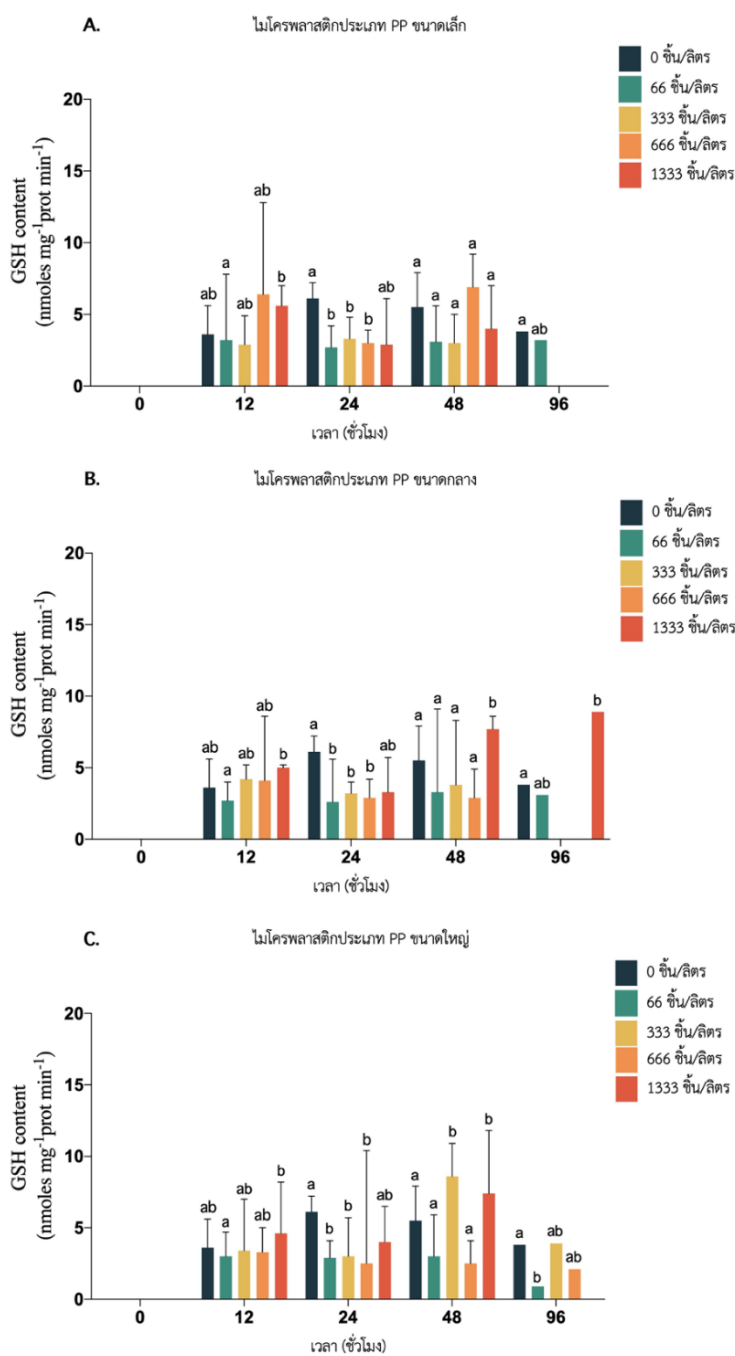 A.
ไมโครพลาสติกประเภท PP ขนาดเล็ก
0 ชิ้น/ลิตร
66 ชิ้น/ลิตร
333 ชิ้น/ลิตร
666 ชิ้น/ลิตร
1333 ชิ้น/ลิตร
GSH content
(nmoles mg⁻¹prot min⁻¹)
20
15
10
5
0
ab a ab ab b
a b b b ab
a a a a a
a ab
0 12 24 48 96
เวลา (ชั่วโมง)
B.
ไมโครพลาสติกประเภท PP ขนาดกลาง
0 ชิ้น/ลิตร
66 ชิ้น/ลิตร
333 ชิ้น/ลิตร
666 ชิ้น/ลิตร
1333 ชิ้น/ลิตร
GSH content
(nmoles mg⁻¹prot min⁻¹)
20
15
10
5
0
ab a ab ab b
a b b b ab
a a a a b
a ab b
0 12 24 48 96
เวลา (ชั่วโมง)
C.
ไมโครพลาสติกประเภท PP ขนาดใหญ่
0 ชิ้น/ลิตร
66 ชิ้น/ลิตร
333 ชิ้น/ลิตร
666 ชิ้น/ลิตร
1333 ชิ้น/ลิตร
GSH content
(nmoles mg⁻¹prot min⁻¹)
20
15
10
5
0
ab a ab ab b
a b b b ab
a a b a b
a b ab ab
0 12 24 48 96
เวลา (ชั่วโมง)